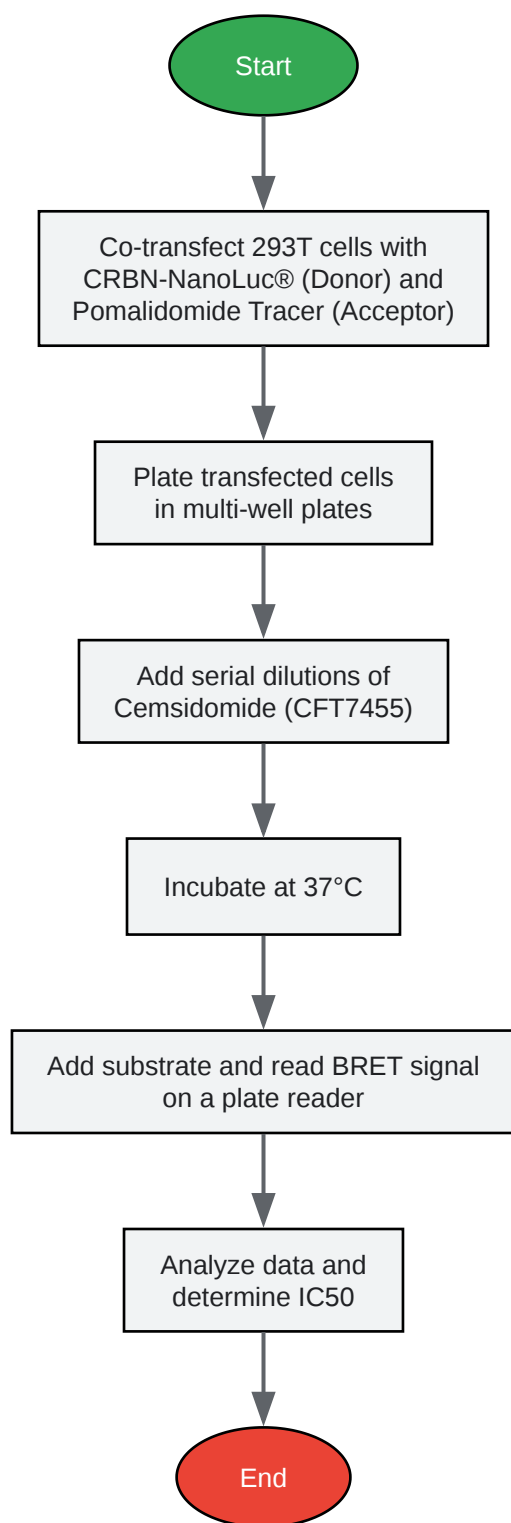 Start
Co-transfect 293T cells with
CRBN-NanoLuc® (Donor) and
Pomalidomide Tracer (Acceptor)
Plate transfected cells
in multi-well plates
Add serial dilutions of
Cemsidomide (CFT7455)
Incubate at 37°C
Add substrate and read BRET signal
on a plate reader
Analyze data and
determine IC50
End